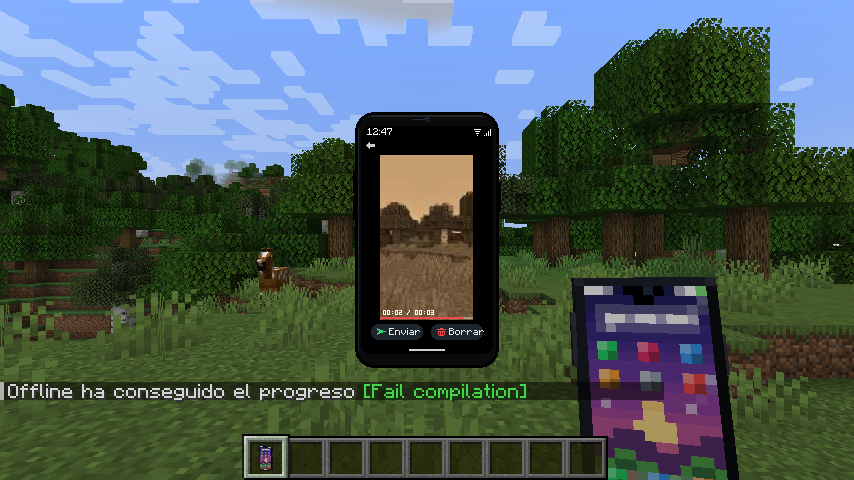 12:47
00:02 / 00:03
Enviar
Borrar
Offline ha conseguido el progreso [Fail compilation]